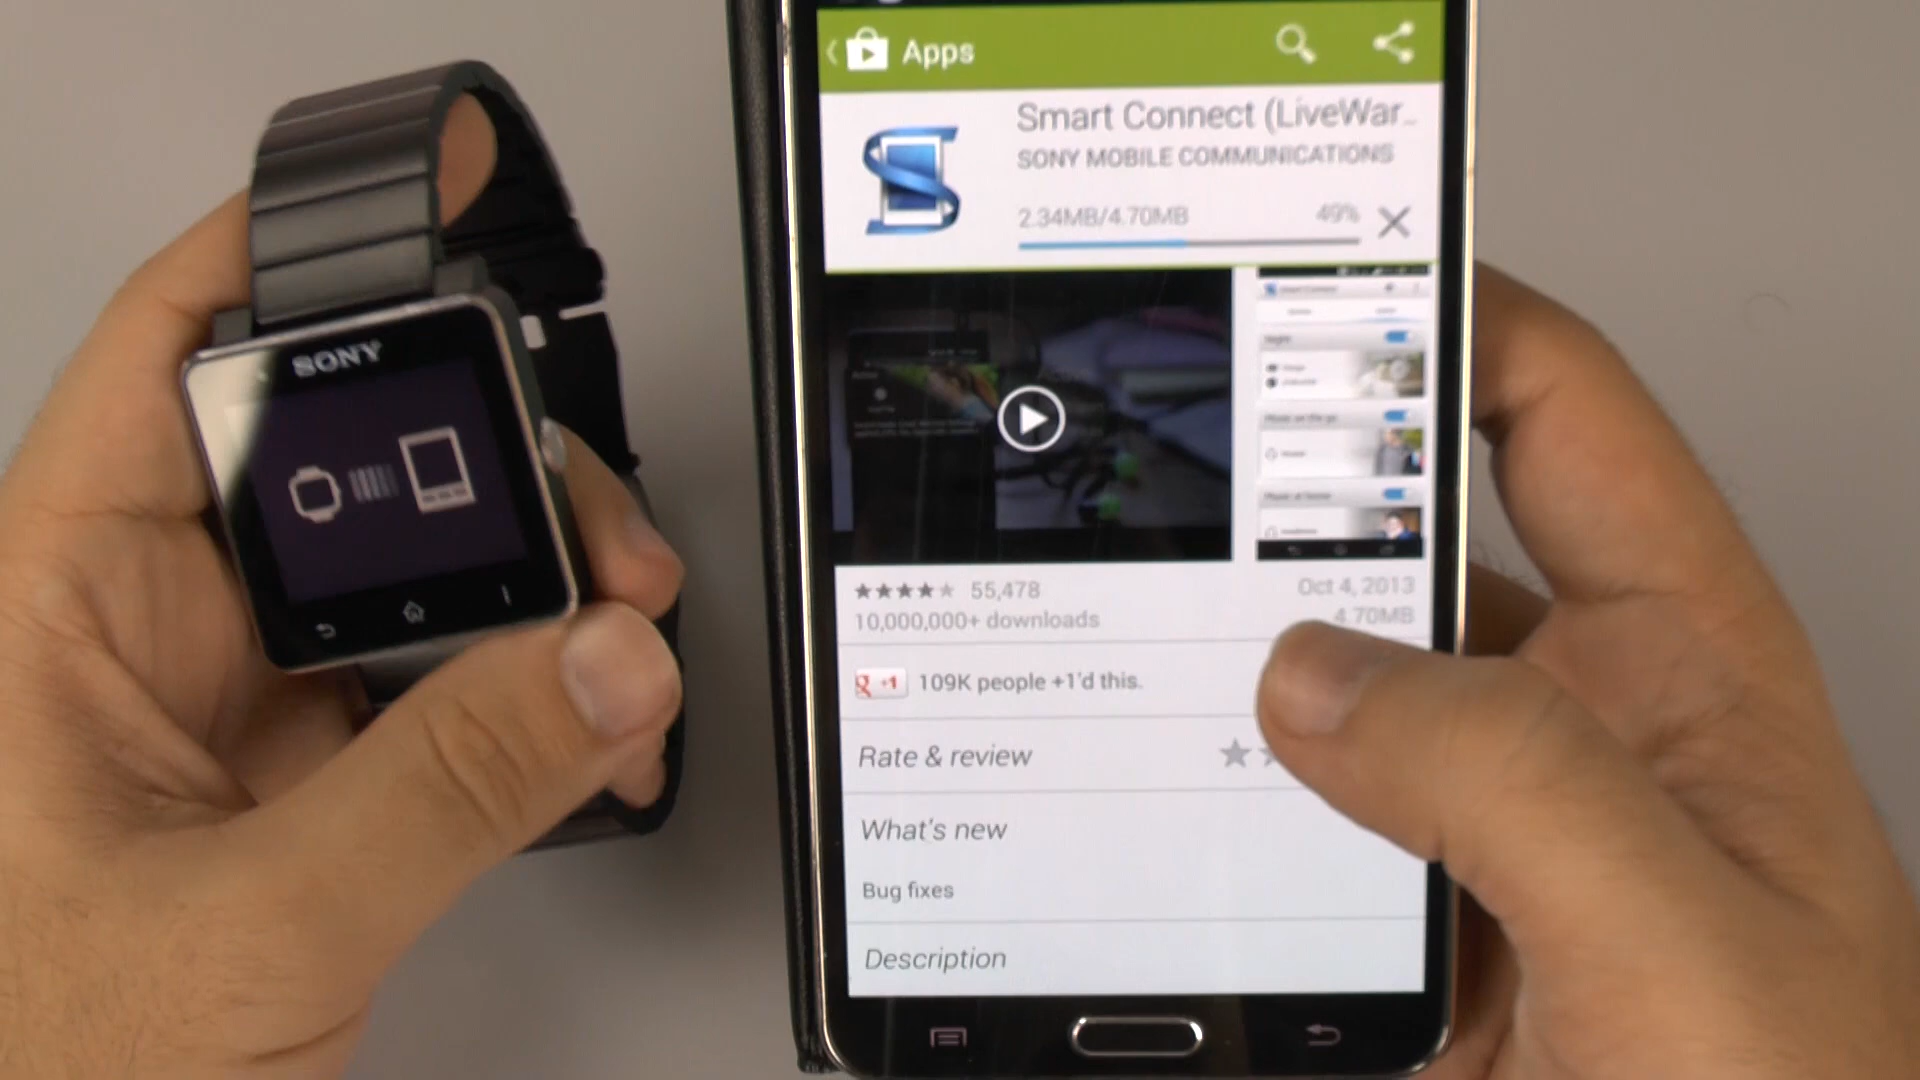 SONY
Apps
Smart Connect (LiveWar...
SONY MOBILE COMMUNICATIONS
2.34MB/4.70MB 49%
55,478 Oct 4, 2013
10,000,000+ downloads 4.70MB
g +1 109K people +1'd this.
Rate & review
What's new
Bug fixes
Description